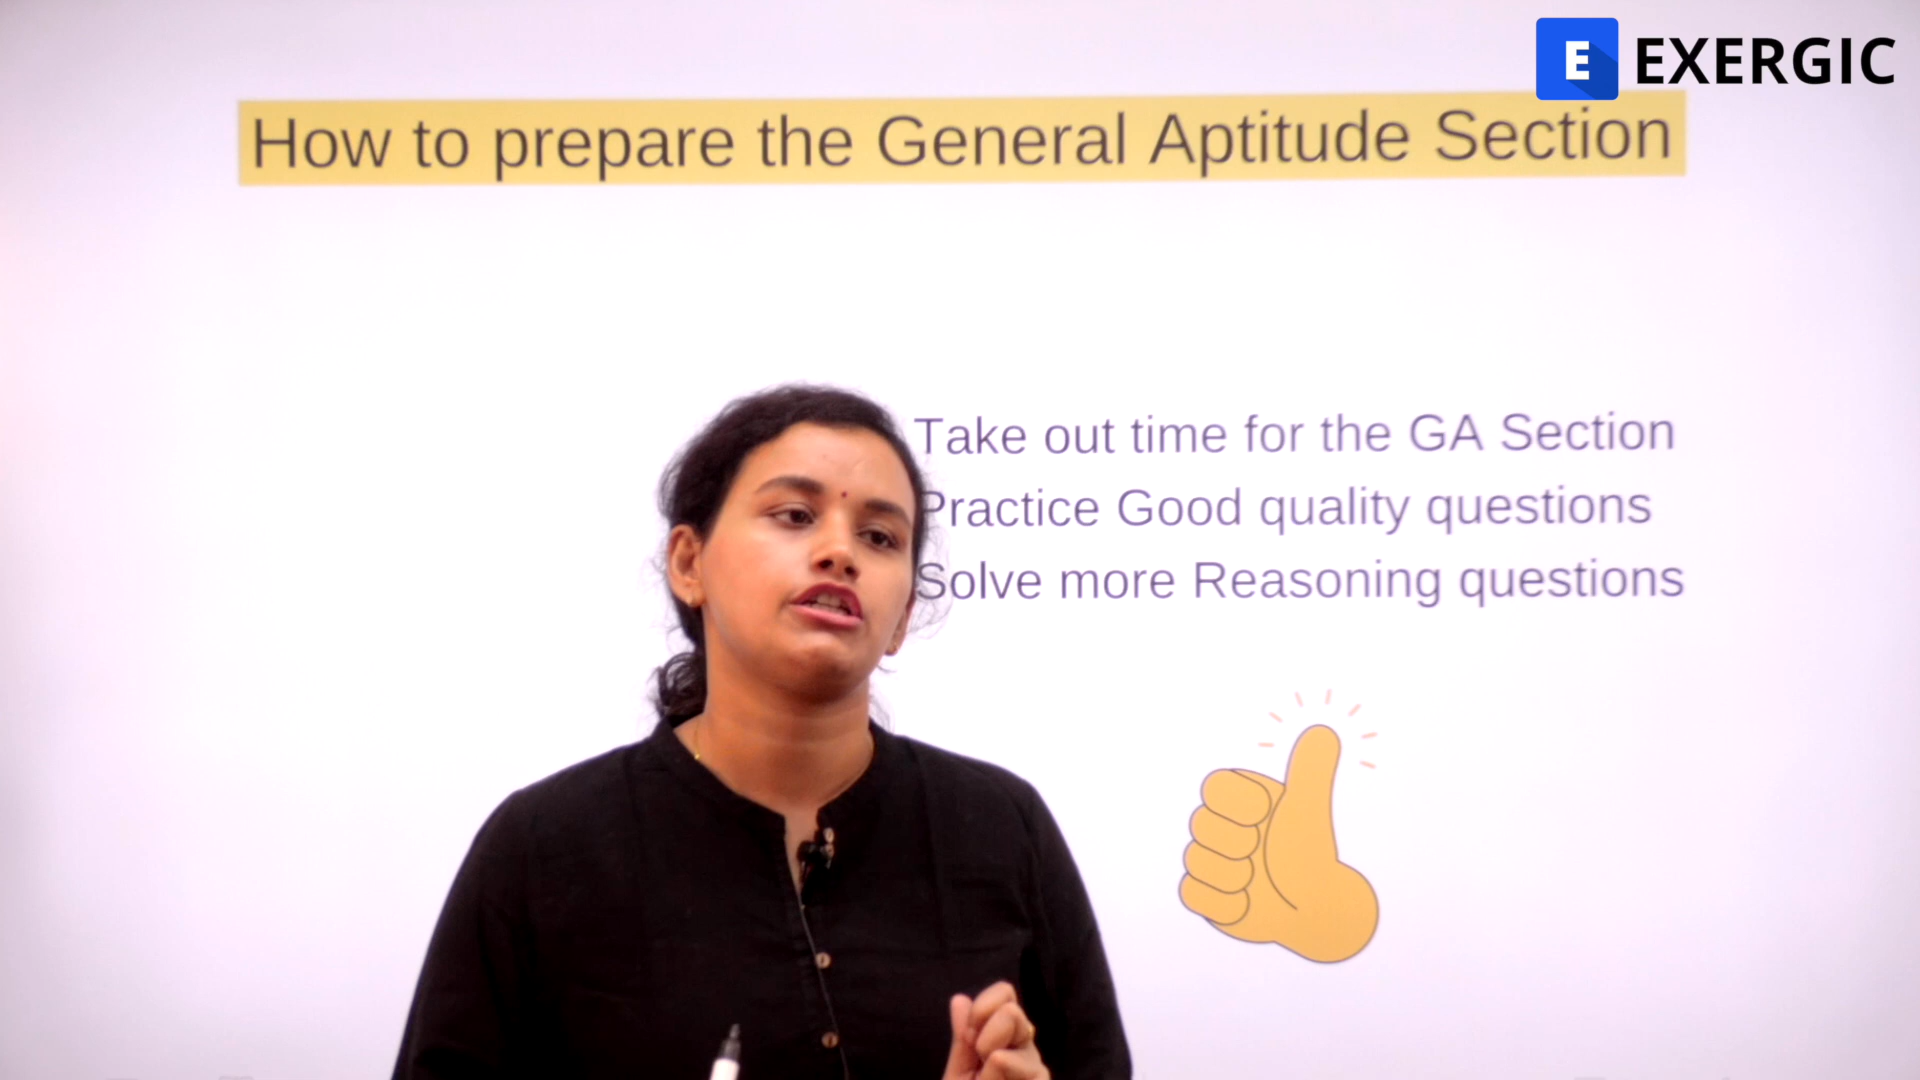 E EXERGIC
How to prepare the General Aptitude Section
Take out time for the GA Section
Practice Good quality questions
Solve more Reasoning questions